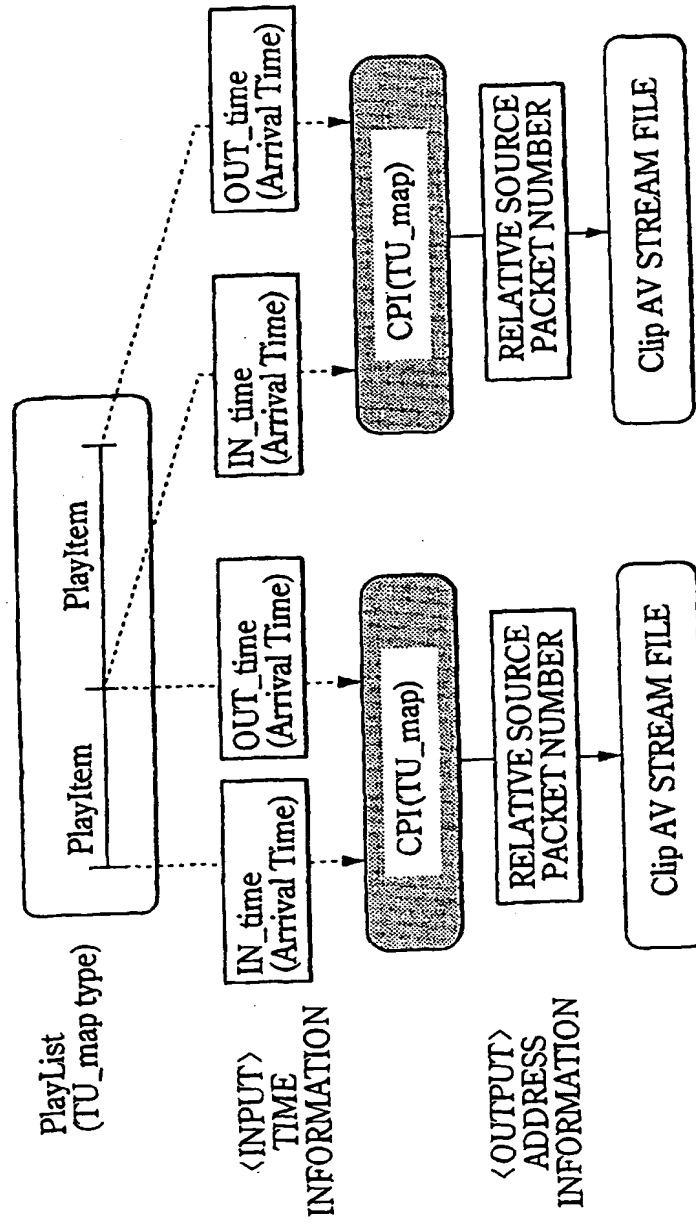 PlayList
(TU_map type)
PlayItem
PlayItem
<INPUT>
TIME
INFORMATION
IN_time
(Arrival Time)
OUT_time
(Arrival Time)
IN_time
(Arrival Time)
OUT_time
(Arrival Time)
CPI(TU_map)
CPI(TU_map)
<OUTPUT>
ADDRESS
INFORMATION
RELATIVE SOURCE
PACKET NUMBER
RELATIVE SOURCE
PACKET NUMBER
Clip AV STREAM FILE
Clip AV STREAM FILE